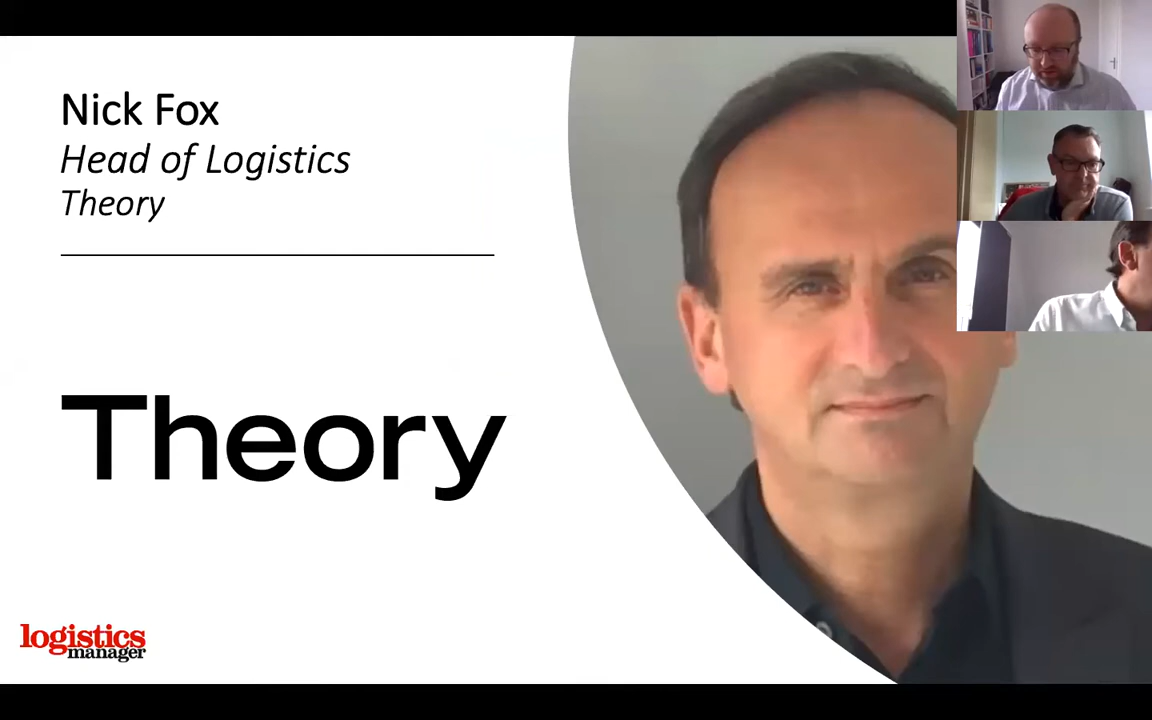 Nick Fox
Head of Logistics
Theory
Theory
logistics
manager